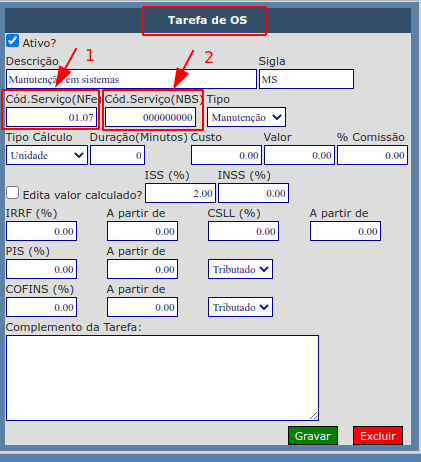 Tarefa de OS
Ativo?
1 2
Descrição Sigla
Manutenção em sistemas MS
Cód.Serviço(NFe) Cód.Serviço(NBS) Tipo
01.07 000000000 Manutenção
Tipo Cálculo Duração(Minutos) Custo Valor % Comissão
Unidade 0 0.00 0.00 0.00
ISS (%) INSS (%)
Edita valor calculado? 2.00 0.00
IRRF (%) A partir de CSLL (%) A partir de
0.00 0.00 0.00 0.00
PIS (%) A partir de
0.00 0.00 Tributado
COFINS (%) A partir de
0.00 0.00 Tributado
Complemento da Tarefa:
Gravar Excluir